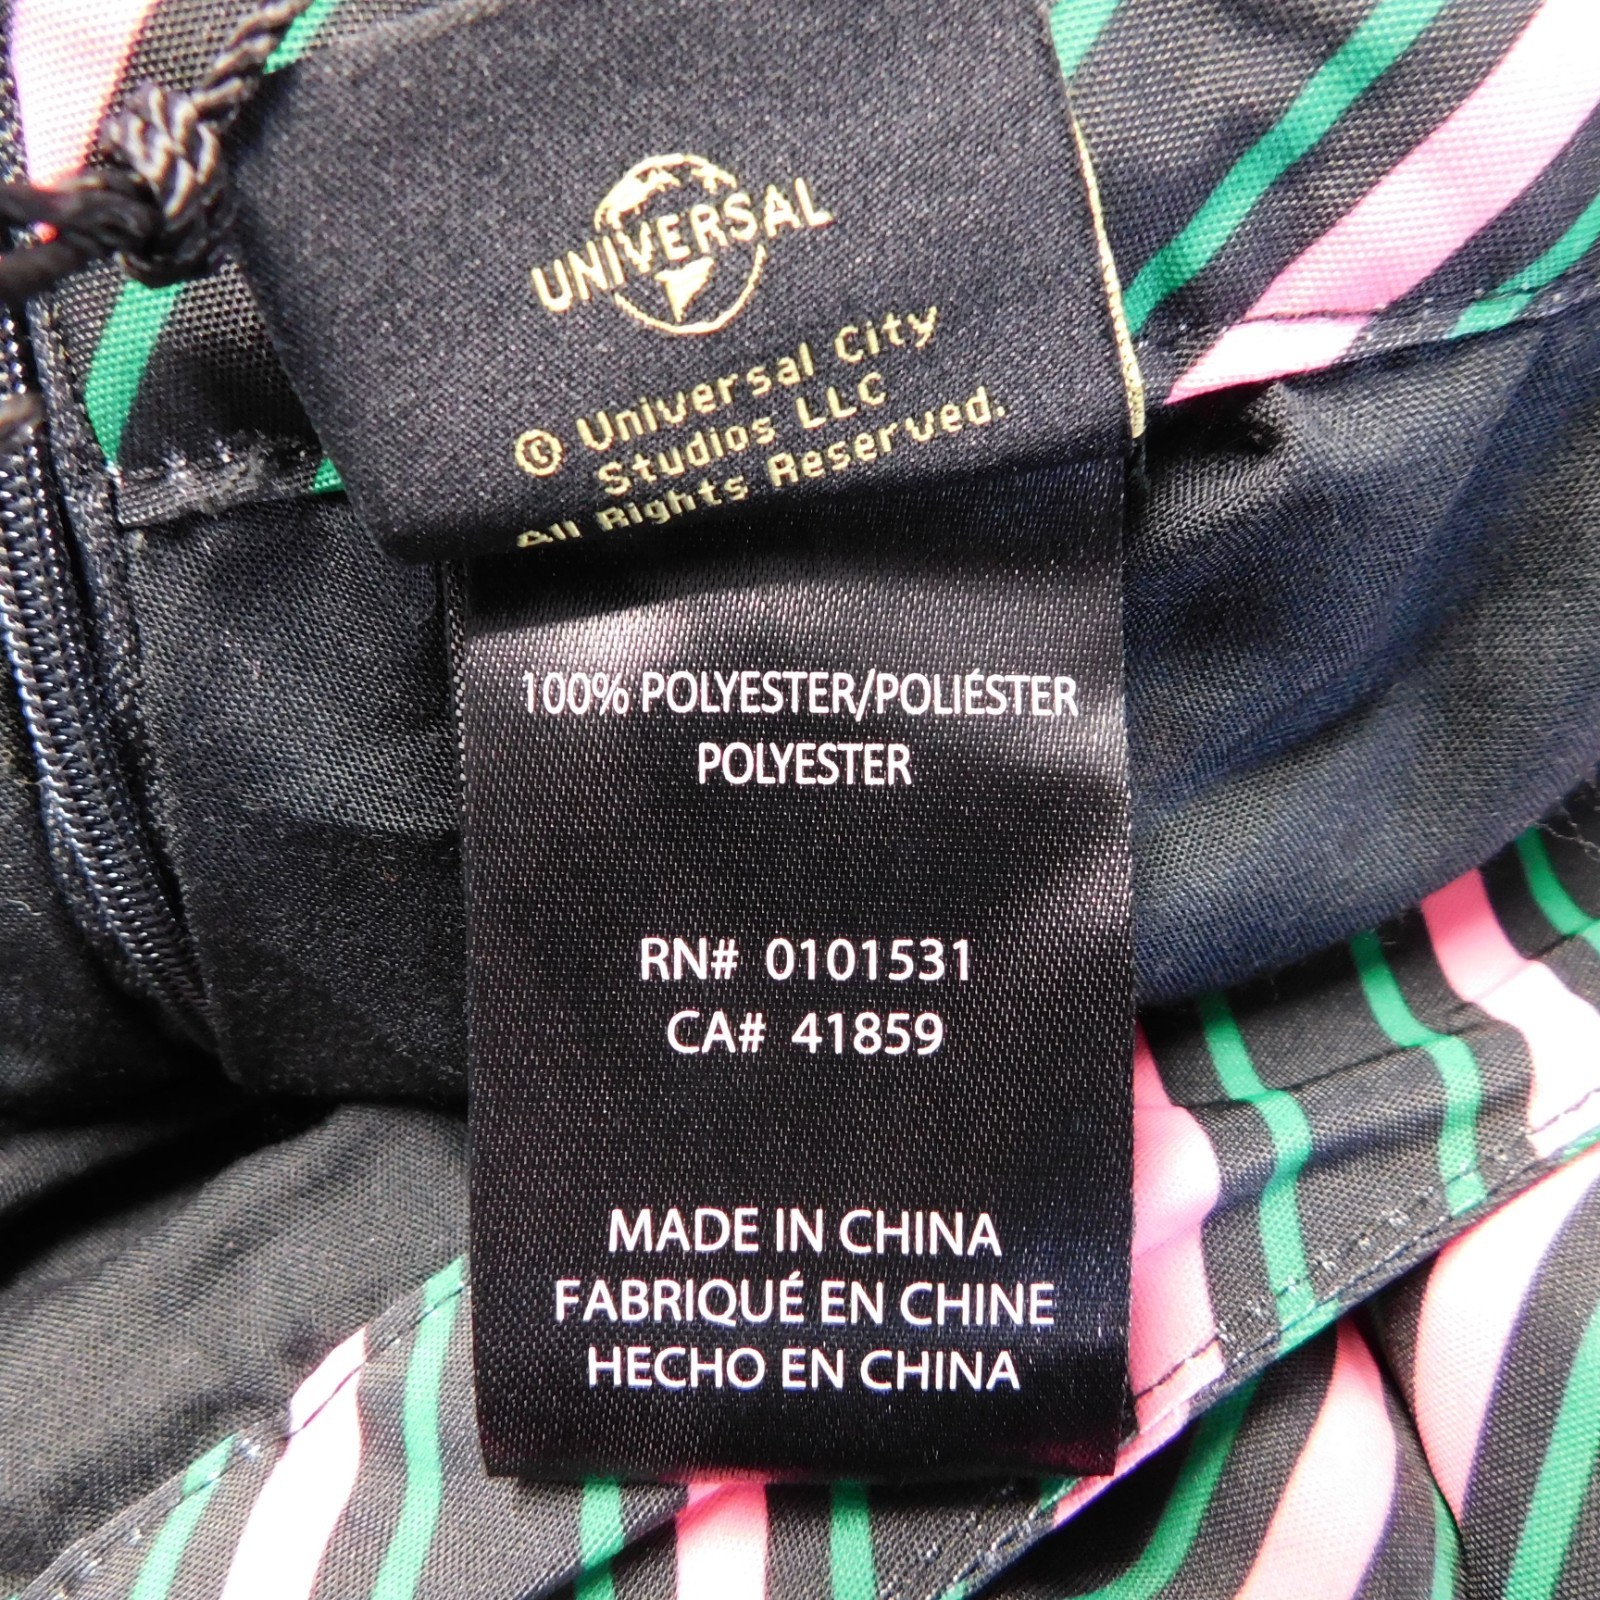 UNIVERSAL
© Universal City
Studios LLC
All Rights Reserved.
100% POLYESTER/POLIÉSTER
POLYESTER
RN# 0101531
CA# 41859
MADE IN CHINA
FABRIQUÉ EN CHINE
HECHO EN CHINA